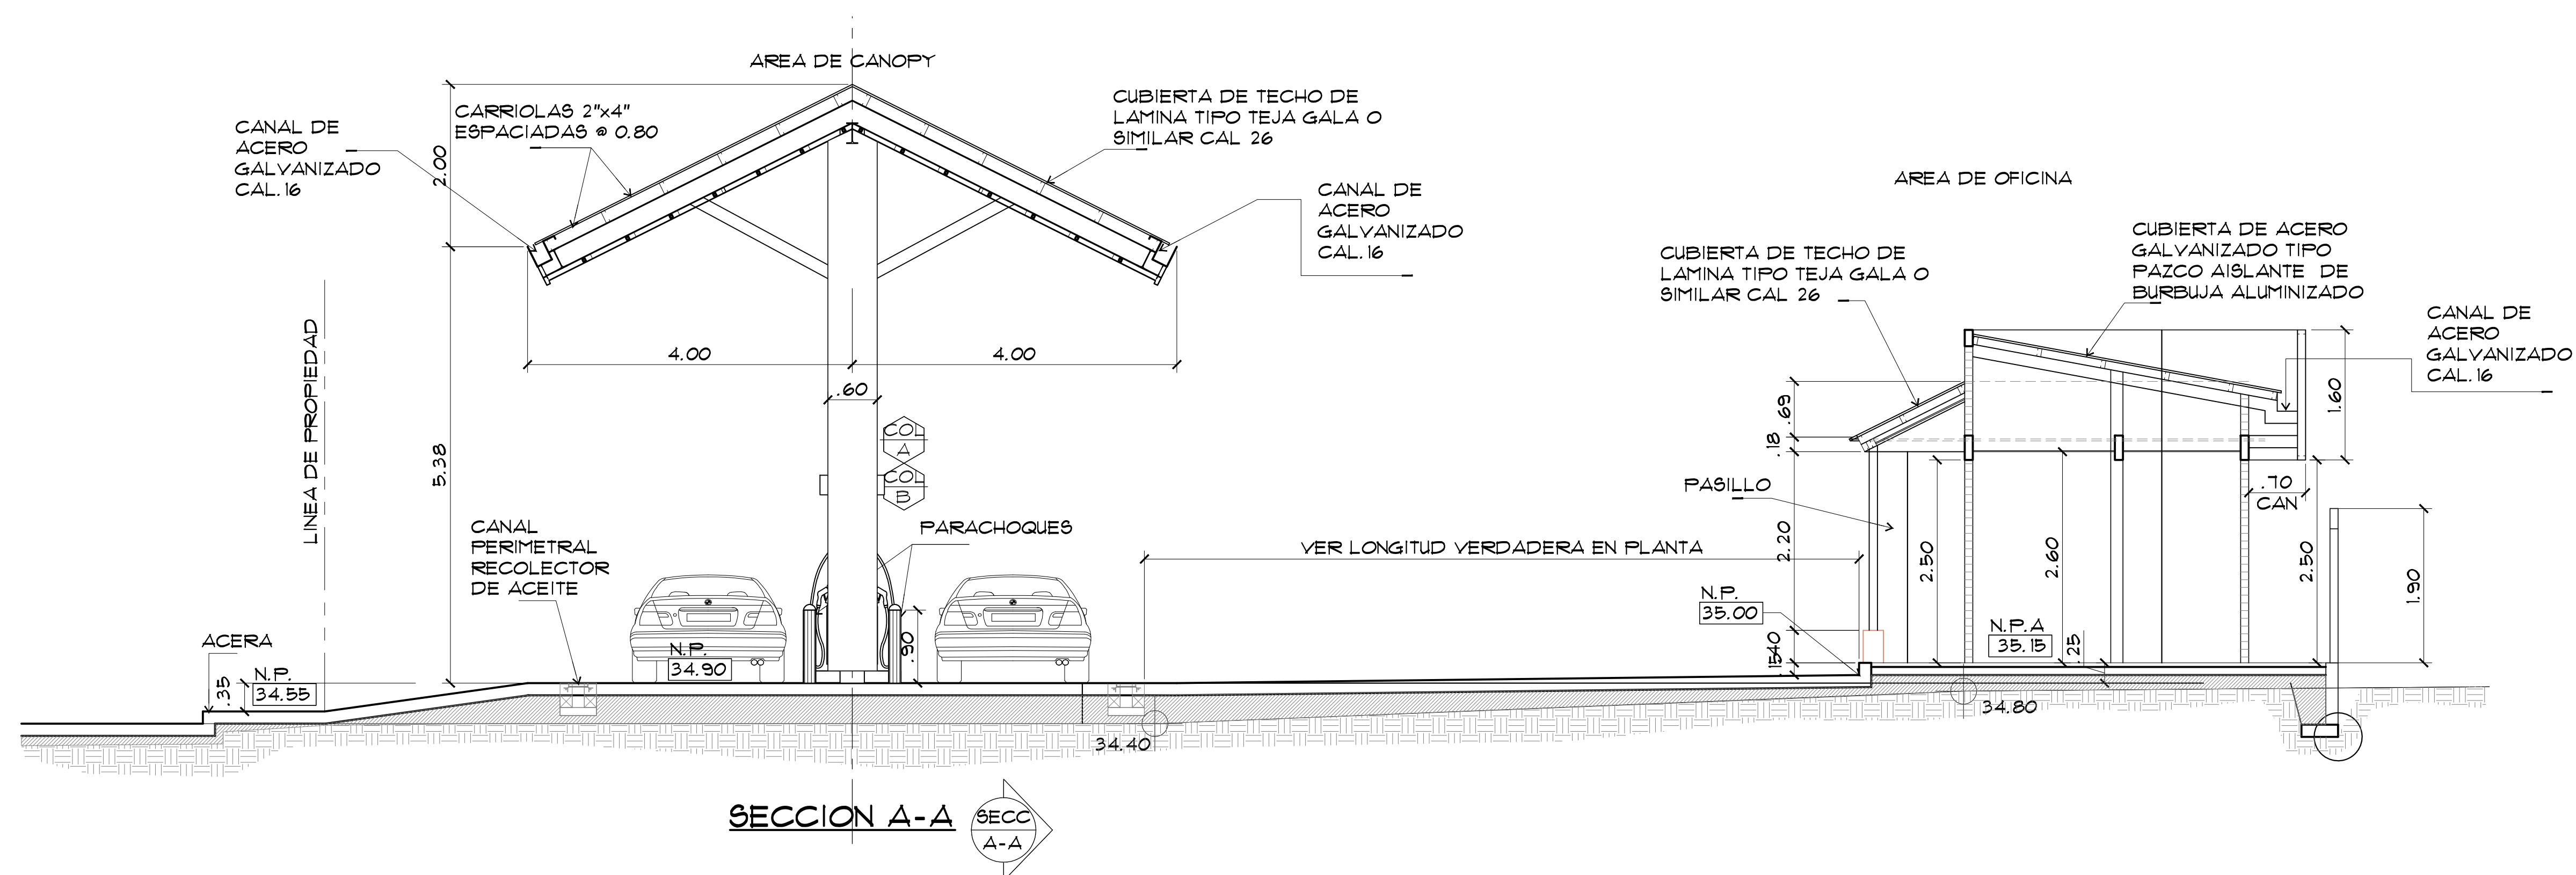 AREA DE CANOPY
CARRIOLAS 2"x4"
ESPACIADAS @ 0.80
CANAL DE
ACERO
GALVANIZADO
CAL.16
2.00
CUBIERTA DE TECHO DE
LAMINA TIPO TEJA GALA O
SIMILAR CAL 26
CANAL DE
ACERO
GALVANIZADO
CAL.16
4.00
4.00
.60
5.38
LINEA DE PROPIEDAD
COL
A
COL
B
CANAL
PERIMETRAL
RECOLECTOR
DE ACEITE
PARACHOQUES
.90
N.P.
34.90
ACERA
.35
N.P.
34.55
VER LONGITUD VERDADERA EN PLANTA
34.40
AREA DE OFICINA
CUBIERTA DE TECHO DE
LAMINA TIPO TEJA GALA O
SIMILAR CAL 26
CUBIERTA DE ACERO
GALVANIZADO TIPO
PAZCO AISLANTE DE
BURBUJA ALUMINIZADO
CANAL DE
ACERO
GALVANIZADO
CAL.16
.69
.18
1.60
PASILLO
.70
CAN
2.20
2.50
2.60
2.50
1.90
N.P.
35.00
.40
.15
N.P.A
35.15
.25
34.80
SECCION A-A
SECC
A-A